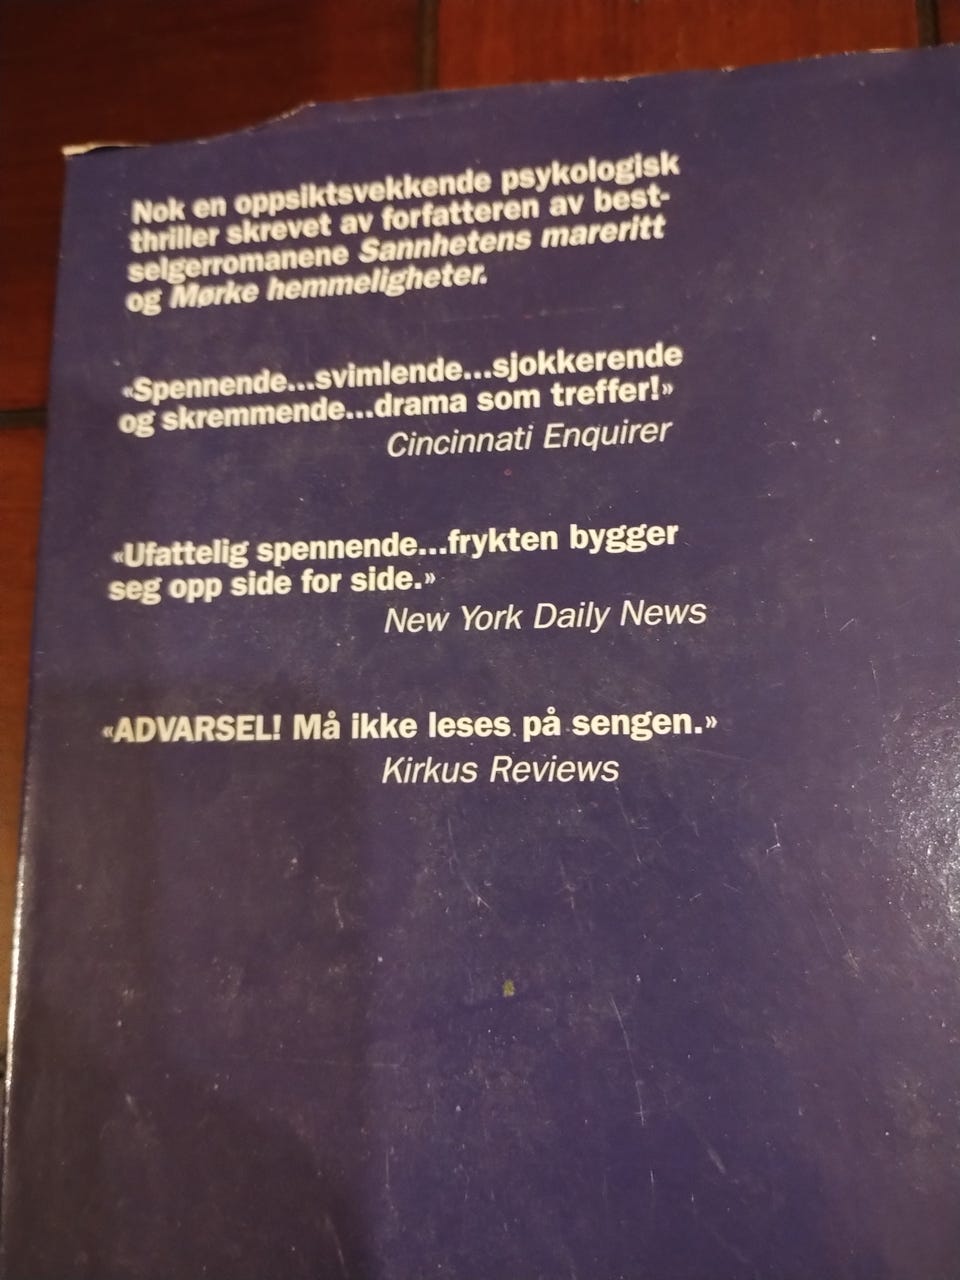 Nok en oppsiktsvekkende psykologisk
thriller skrevet av forfatteren av best-
selgerromanene Sannhetens mareritt
og Mørke hemmeligheter.
«Spennende...svimlende...sjokkerende
og skremmende...drama som treffer!»
Cincinnati Enquirer
«Ufattelig spennende...frykten bygger
seg opp side for side.»
New York Daily News
«ADVARSEL! Må ikke leses på sengen.»
Kirkus Reviews